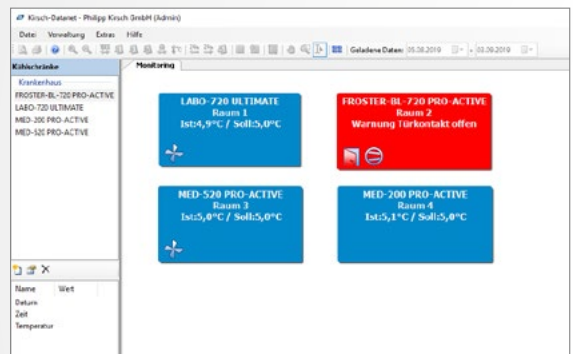 Kirsch-Datanet - Philipp Kirsch GmbH (Admin)
Datei Verwaltung Extras Hilfe
Geladene Daten: 05.08.2019 - 03.09.2019
Kühlschränke
Monitoring
Krankenhaus
FROSTER-BL-720 PRO-ACTIVE
LABO-720 ULTIMATE
MED-200 PRO-ACTIVE
MED-520 PRO-ACTIVE
LABO-720 ULTIMATE
Raum 1
Ist:4,9°C / Soll:5,0°C
FROSTER-BL-720 PRO-ACTIVE
Raum 2
Warnung Türkontakt offen
MED-520 PRO-ACTIVE
Raum 3
Ist:5,0°C / Soll:5,0°C
MED-200 PRO-ACTIVE
Raum 4
Ist:5,1°C / Soll:5,0°C
Name Wert
Datum
Zeit
Temperatur